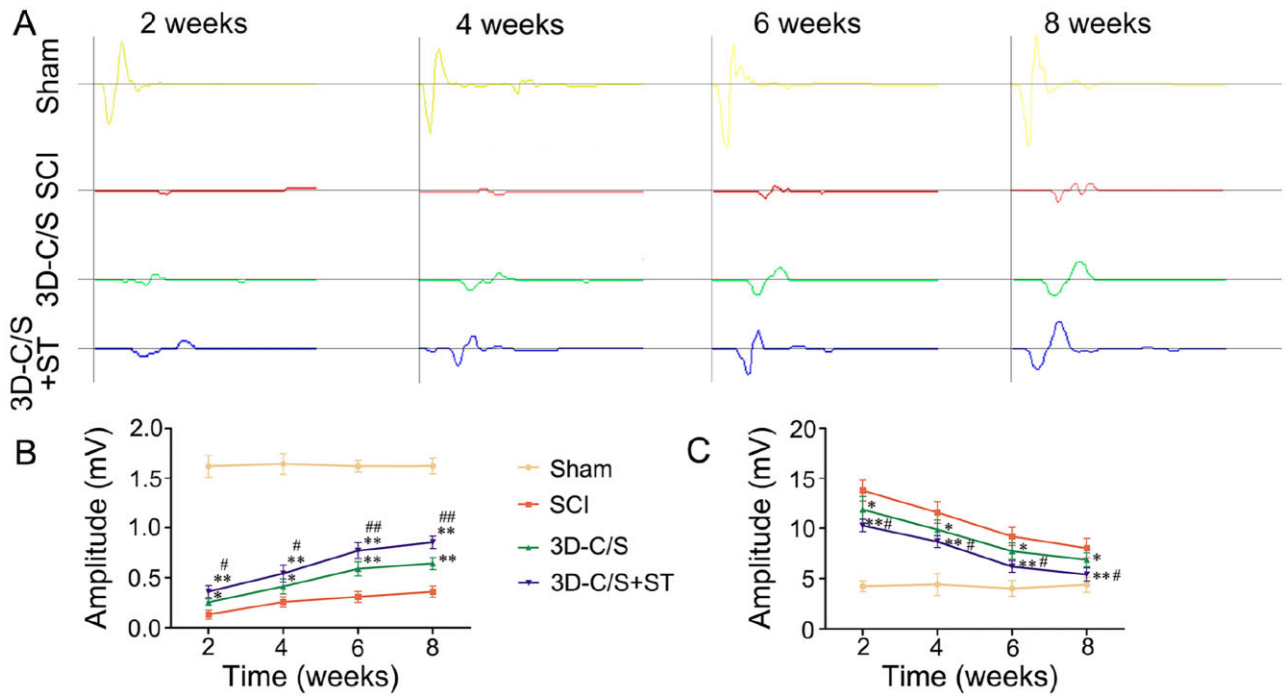 A
2 weeks
4 weeks
6 weeks
8 weeks
Sham
SCI
3D-C/S
3D-C/S
+ST
B
Amplitude (mV)
2.0
1.5
1.0
0.5
0.0
#
**
*
#
**
*
##
**
**
##
**
**
2
4
6
8
Time (weeks)
Sham
SCI
3D-C/S
3D-C/S+ST
C
Amplitude (mV)
20
15
10
5
0
*
**#
*
**#
*
**#
*
**#
2
4
6
8
Time (weeks)